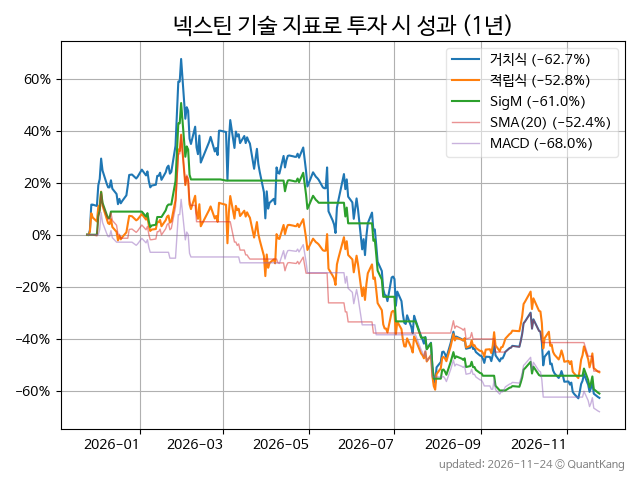 넥스틴 기술 지표로 투자 시 성과 (1년)
거치식 (−62.7%)
적립식 (−52.8%)
SigM (−61.0%)
SMA(20) (−52.4%)
MACD (−68.0%)
60%
40%
20%
0%
−20%
−40%
−60%
2026−01 2026−03 2026−05 2026−07 2026−09 2026−11
updated: 2026−11−24 © QuantKang